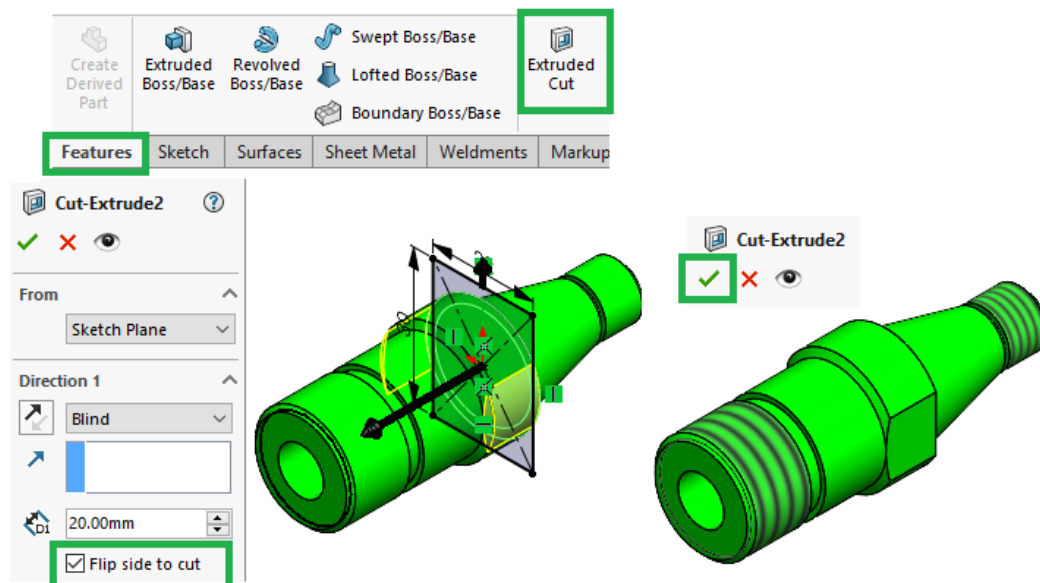 Create
Derived
Part
Extruded
Boss/Base
Revolved
Boss/Base
Swept Boss/Base
Lofted Boss/Base
Boundary Boss/Base
Extruded
Cut
Features
Sketch
Surfaces
Sheet Metal
Weldments
Markup
Cut-Extrude2
?
From
Sketch Plane
Direction 1
Blind
D1
20.00mm
Flip side to cut
Cut-Extrude2